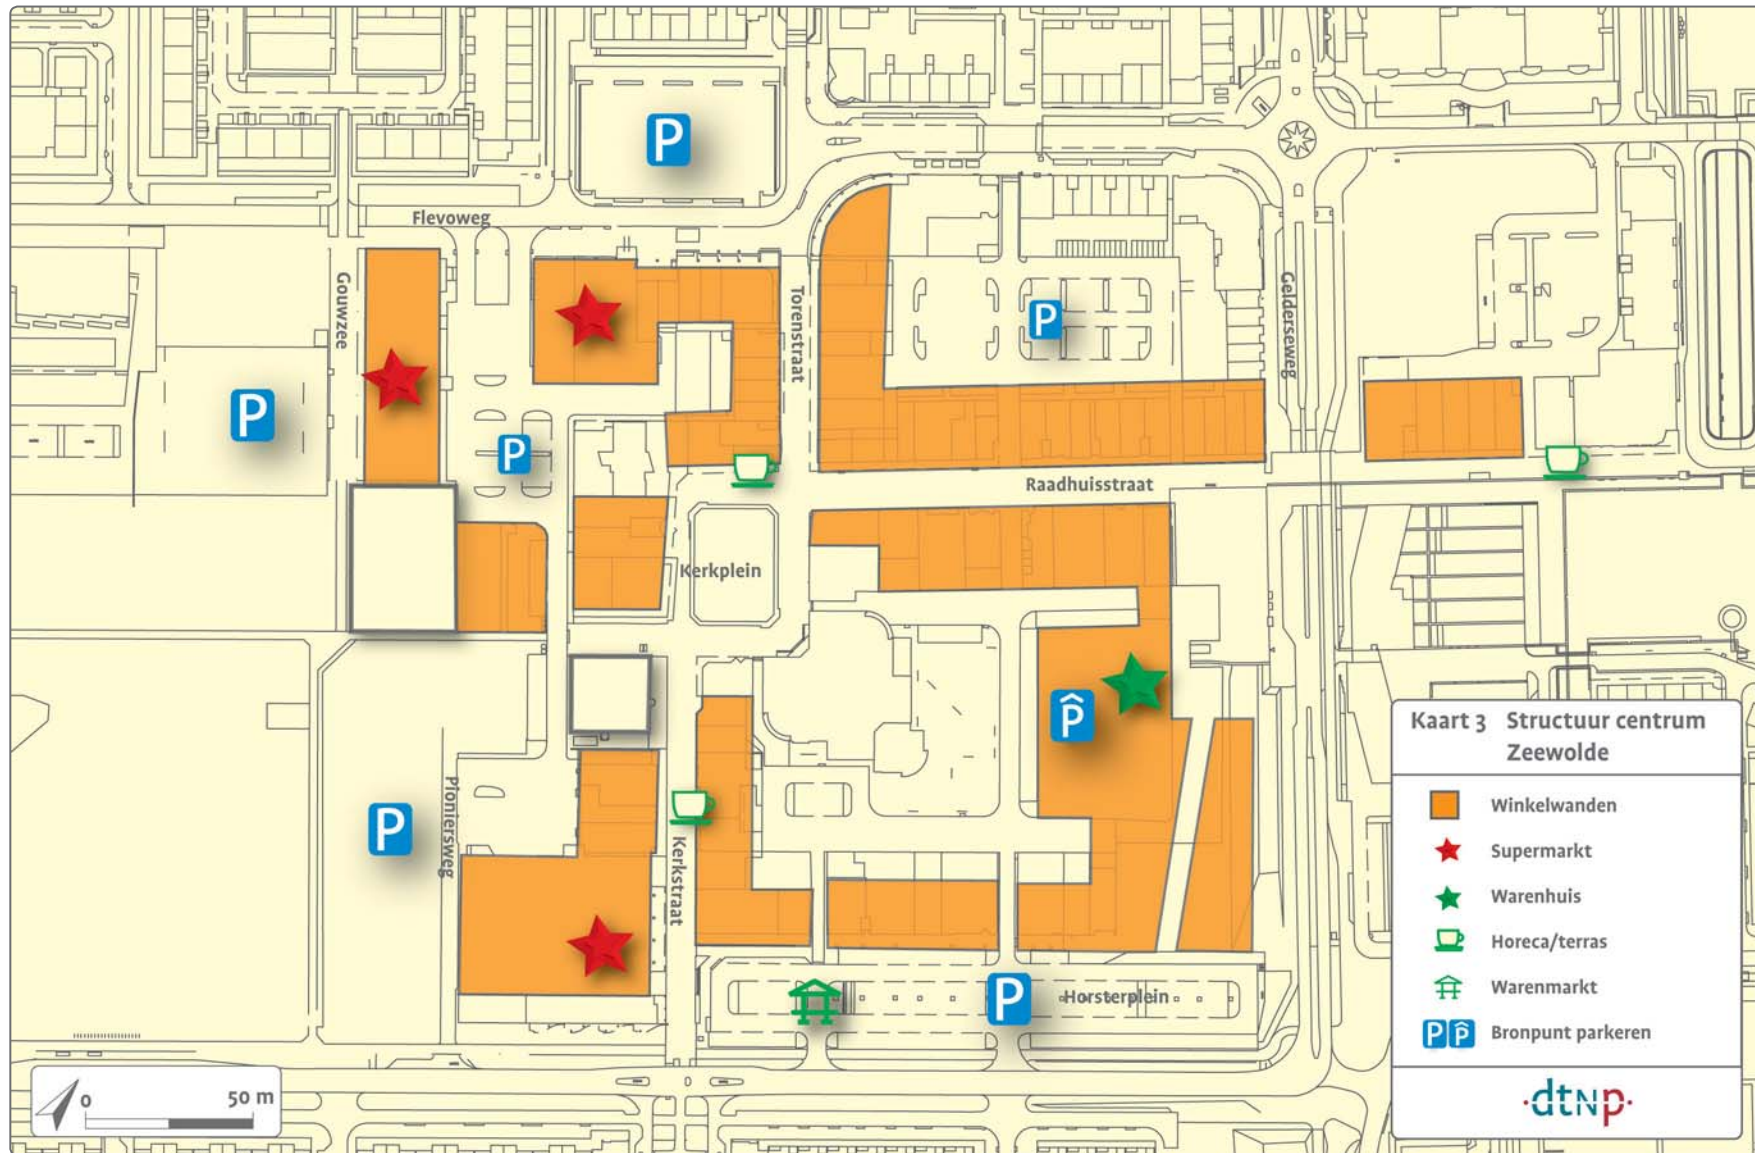 P
Flevoweg
Gouwzee
Torenstraat
Gelderseweg
P
P
P
Raadhuisstraat
Kerkplein
P
P
Pioniersweg
Kerkstraat
P
Horsterplein
Kaart 3 Structuur centrum
Zeewolde
Winkelwanden
Supermarkt
Warenhuis
Horeca/terras
Warenmarkt
P P Bronpunt parkeren
·dtnp·
0 50 m